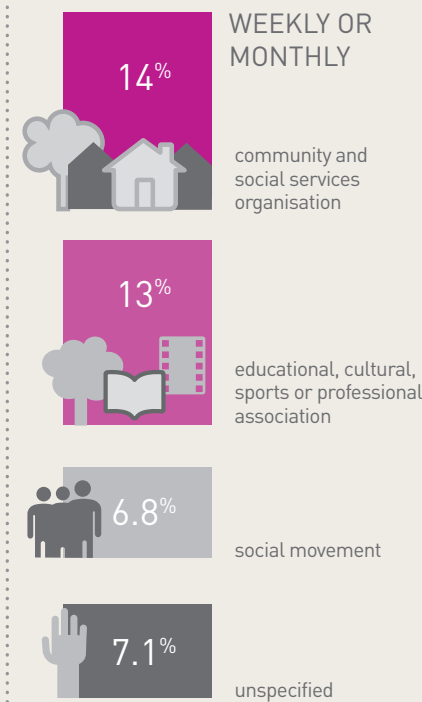 WEEKLY OR
MONTHLY
14%
community and
social services
organisation
13%
educational, cultural,
sports or professional
association
6.8%
social movement
7.1%
unspecified